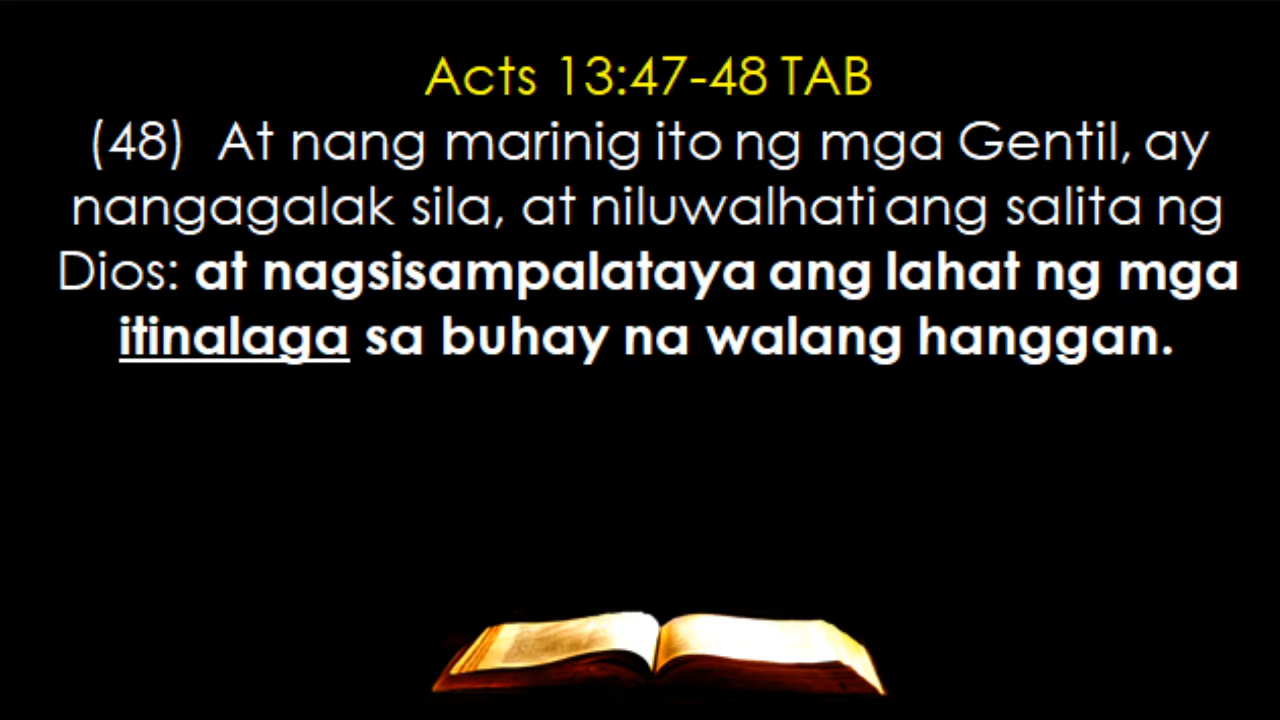 Acts 13:47-48 TAB
(48) At nang marinig ito ng mga Gentil, ay
nangagalak sila, at niluwalhati ang salita ng
Dios: at nagsisampalataya ang lahat ng mga
itinalaga sa buhay na walang hanggan.